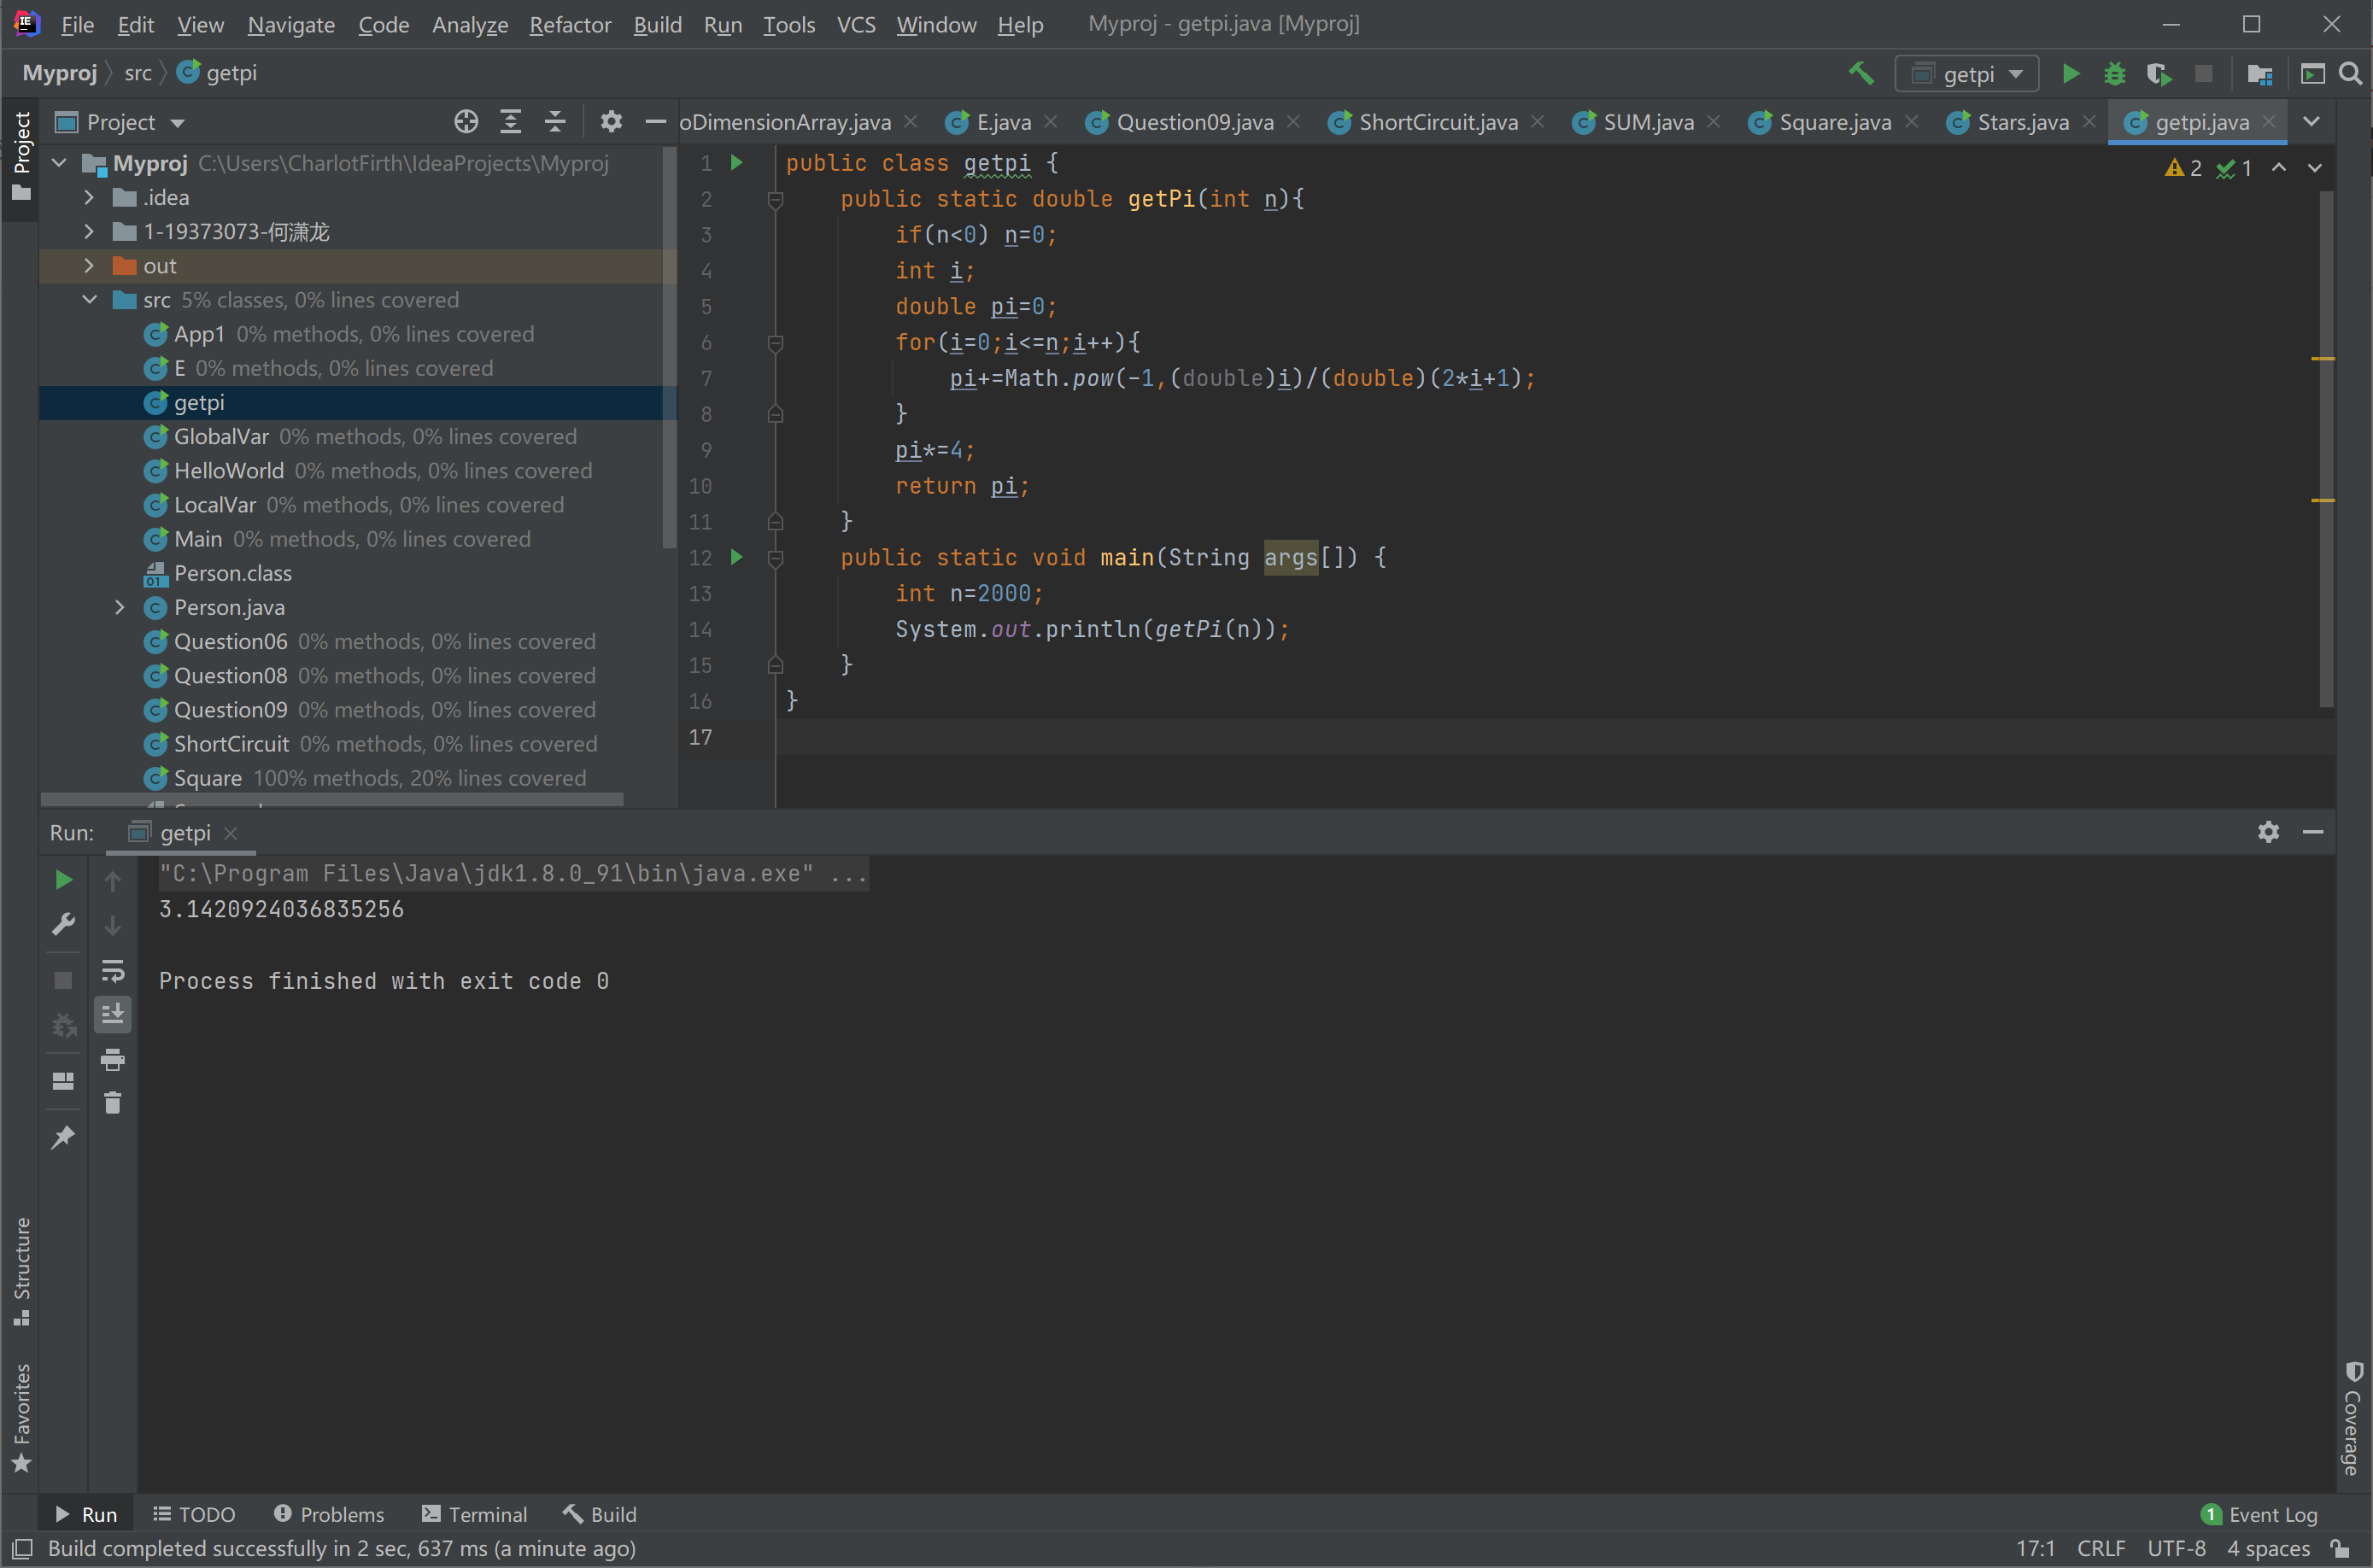 File Edit View Navigate Code Analyze Refactor Build Run Tools VCS Window Help Myproj - getpi.java [Myproj]
Myproj src getpi getpi
Project
Project
oDimensionArray.java E.java Question09.java ShortCircuit.java SUM.java Square.java Stars.java getpi.java
Myproj C:\Users\CharlotFirth\IdeaProjects\Myproj
.idea
1-19373073-何潇龙
out
src 5% classes, 0% lines covered
App1 0% methods, 0% lines covered
E 0% methods, 0% lines covered
getpi
GlobalVar 0% methods, 0% lines covered
HelloWorld 0% methods, 0% lines covered
LocalVar 0% methods, 0% lines covered
Main 0% methods, 0% lines covered
Person.class
Person.java
Question06 0% methods, 0% lines covered
Question08 0% methods, 0% lines covered
Question09 0% methods, 0% lines covered
ShortCircuit 0% methods, 0% lines covered
Square 100% methods, 20% lines covered
2 1
1 public class getpi {
2 public static double getPi(int n){
3 if(n<0) n=0;
4 int i;
5 double pi=0;
6 for(i=0;i<=n;i++){
7 pi+=Math.pow(-1,(double)i)/(double)(2*i+1);
8 }
9 pi*=4;
10 return pi;
11 }
12 public static void main(String args[]) {
13 int n=2000;
14 System.out.println(getPi(n));
15 }
16 }
17
Run: getpi
"C:\Program Files\Java\jdk1.8.0_91\bin\java.exe" ...
3.1420924036835256
Process finished with exit code 0
Structure
Favorites
Coverage
Run TODO Problems Terminal Build 1 Event Log
Build completed successfully in 2 sec, 637 ms (a minute ago) 17:1 CRLF UTF-8 4 spaces